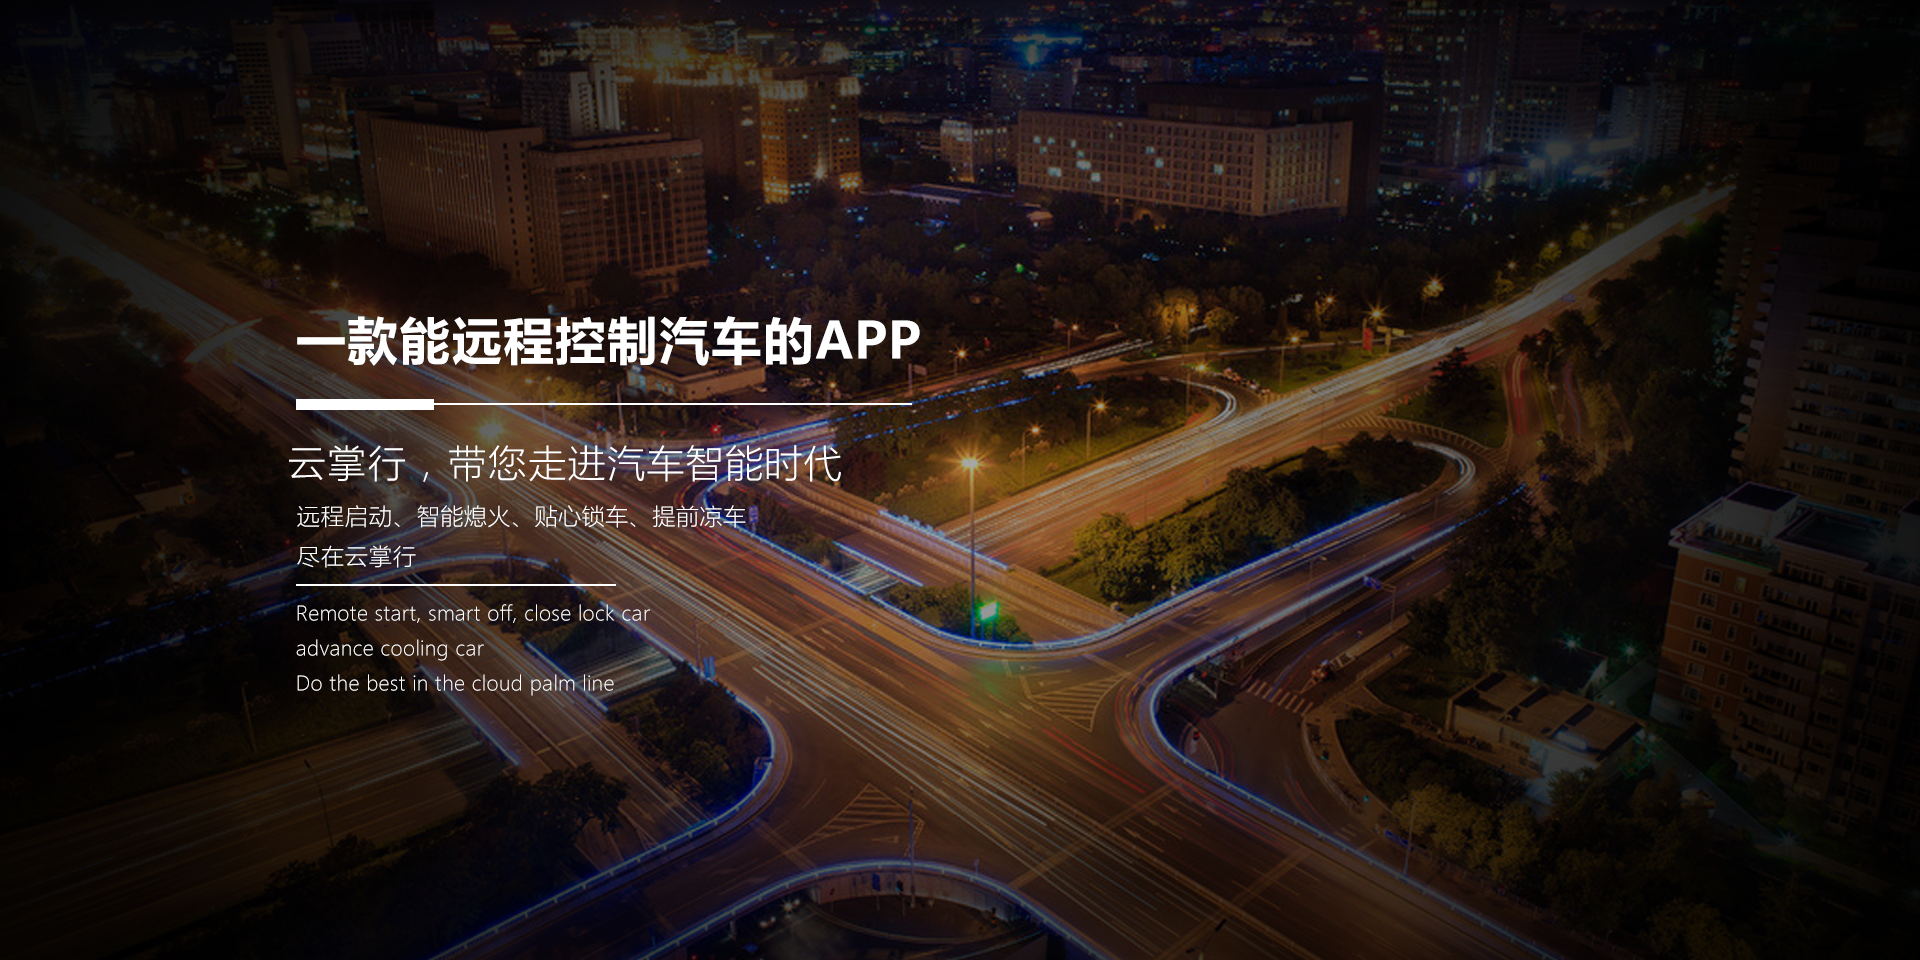 一款能远程控制汽车的APP
云掌行，带您走进汽车智能时代
远程启动、智能熄火、贴心锁车、提前凉车
尽在云掌行
Remote start, smart off, close lock car
advance cooling car
Do the best in the cloud palm line